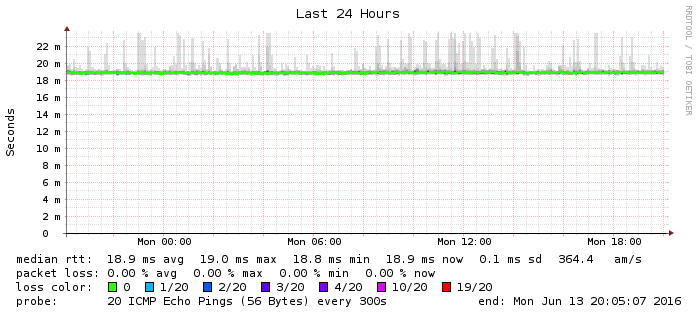 Last 24 Hours
RRDTOOL / TOBI OETIKER
Seconds
22 m
20 m
18 m
16 m
14 m
12 m
10 m
8 m
6 m
4 m
2 m
0
Mon 00:00 Mon 06:00 Mon 12:00 Mon 18:00
median rtt: 18.9 ms avg 19.0 ms max 18.8 ms min 18.9 ms now 0.1 ms sd 364.4 am/s
packet loss: 0.00 % avg 0.00 % max 0.00 % min 0.00 % now
loss color: 0 1/20 2/20 3/20 4/20 10/20 19/20
probe: 20 ICMP Echo Pings (56 Bytes) every 300s end: Mon Jun 13 20:05:07 2016